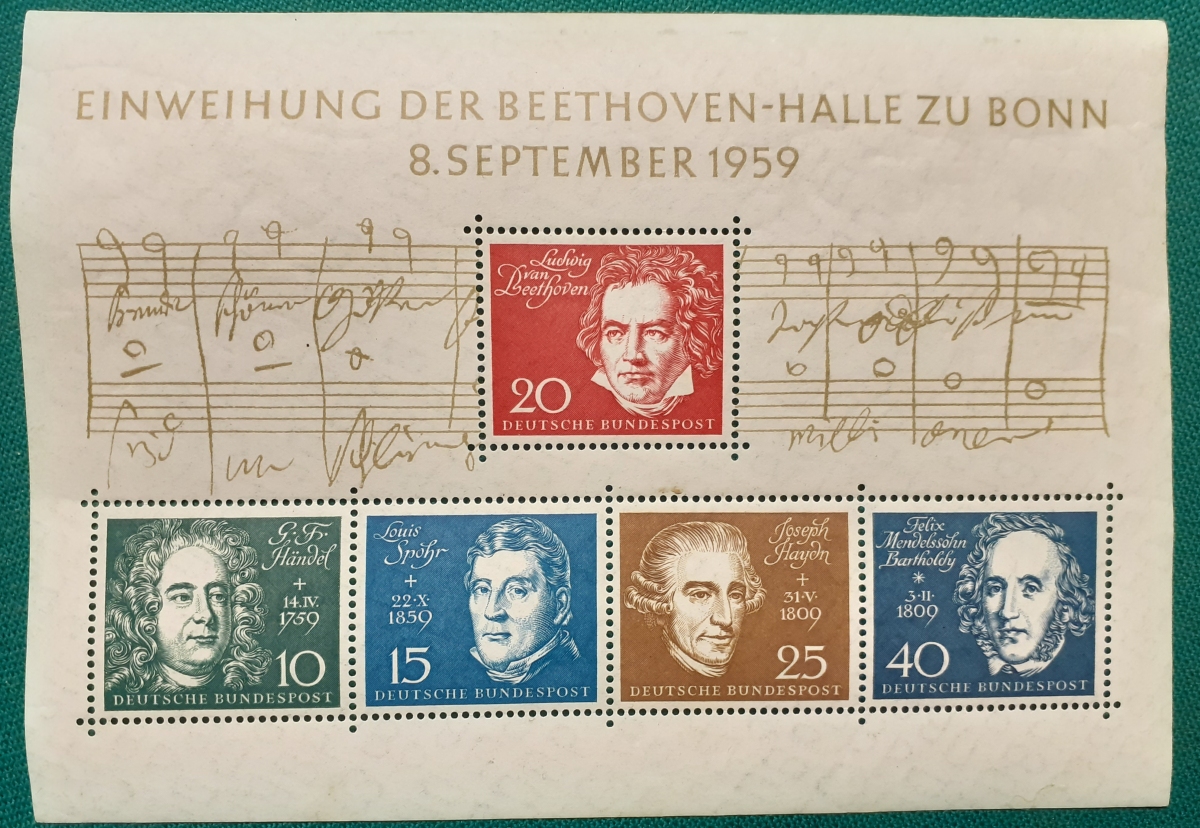 EINWEIHUNG DER BEETHOVEN-HALLE ZU BONN
8. SEPTEMBER 1959
Ludwig
van
Beethoven
20
DEUTSCHE BUNDESPOST
G. F.
Händel
+
14·IV·
1759
10
DEUTSCHE BUNDESPOST
Louis
Spohr
+
22·X·
1859
15
DEUTSCHE BUNDESPOST
Joseph
Haydn
+
31·V·
1809
25
DEUTSCHE BUNDESPOST
Felix
Mendelssohn
Bartholdy
*
3·II·
1809
40
DEUTSCHE BUNDESPOST